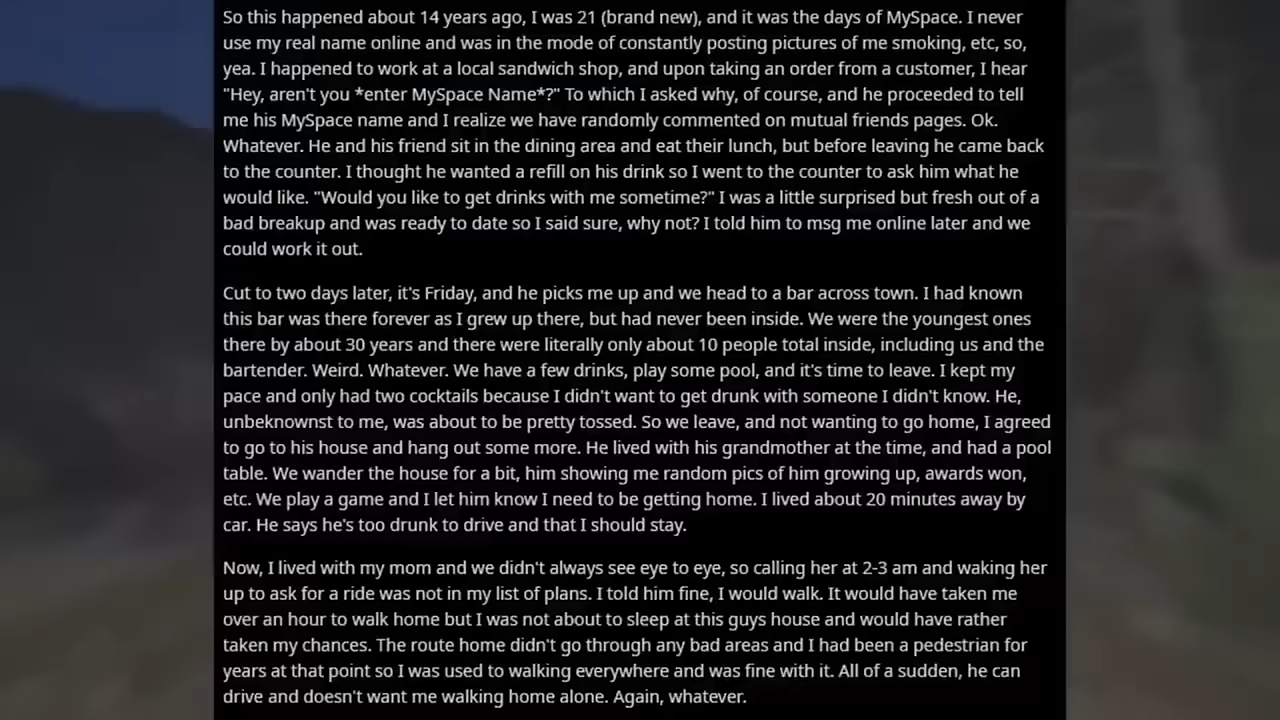 So this happened about 14 years ago, I was 21 (brand new), and it was the days of MySpace. I never
use my real name online and was in the mode of constantly posting pictures of me smoking, etc, so,
yea. I happened to work at a local sandwich shop, and upon taking an order from a customer, I hear
"Hey, aren't you *enter MySpace Name*?" To which I asked why, of course, and he proceeded to tell
me his MySpace name and I realize we have randomly commented on mutual friends pages. Ok.
Whatever. He and his friend sit in the dining area and eat their lunch, but before leaving he came back
to the counter. I thought he wanted a refill on his drink so I went to the counter to ask him what he
would like. "Would you like to get drinks with me sometime?" I was a little surprised but fresh out of a
bad breakup and was ready to date so I said sure, why not? I told him to msg me online later and we
could work it out.
Cut to two days later, it's Friday, and he picks me up and we head to a bar across town. I had known
this bar was there forever as I grew up there, but had never been inside. We were the youngest ones
there by about 30 years and there were literally only about 10 people total inside, including us and the
bartender. Weird. Whatever. We have a few drinks, play some pool, and it's time to leave. I kept my
pace and only had two cocktails because I didn't want to get drunk with someone I didn't know. He,
unbeknownst to me, was about to be pretty tossed. So we leave, and not wanting to go home, I agreed
to go to his house and hang out some more. He lived with his grandmother at the time, and had a pool
table. We wander the house for a bit, him showing me random pics of him growing up, awards won,
etc. We play a game and I let him know I need to be getting home. I lived about 20 minutes away by
car. He says he's too drunk to drive and that I should stay.
Now, I lived with my mom and we didn't always see eye to eye, so calling her at 2-3 am and waking her
up to ask for a ride was not in my list of plans. I told him fine, I would walk. It would have taken me
over an hour to walk home but I was not about to sleep at this guys house and would have rather
taken my chances. The route home didn't go through any bad areas and I had been a pedestrian for
years at that point so I was used to walking everywhere and was fine with it. All of a sudden, he can
drive and doesn't want me walking home alone. Again, whatever.